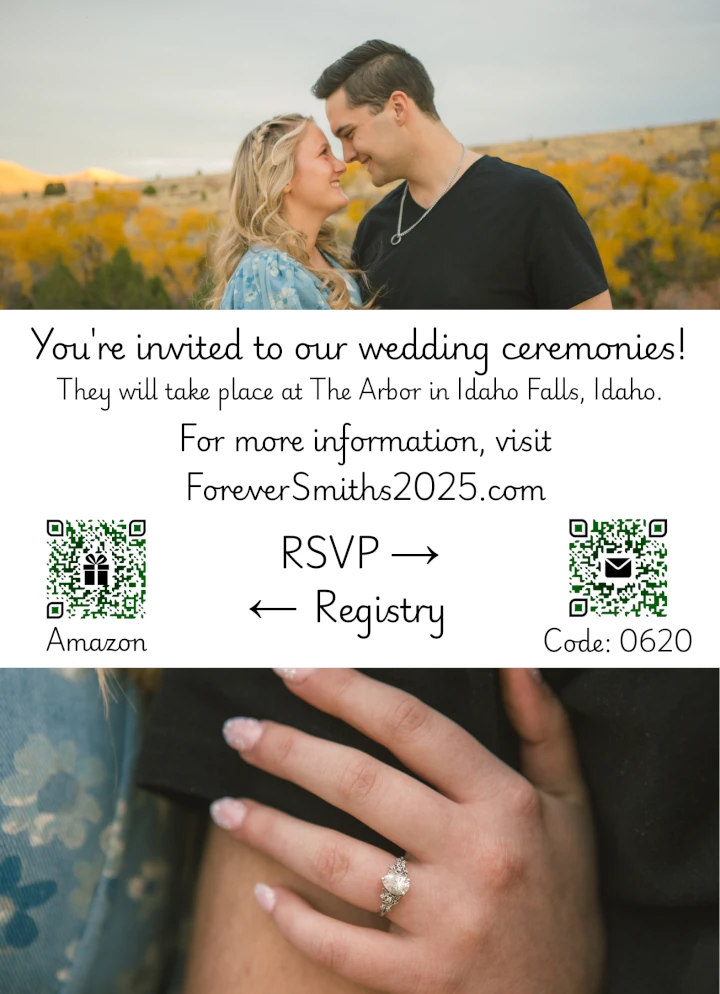 You're invited to our wedding ceremonies!
They will take place at The Arbor in Idaho Falls, Idaho.
For more information, visit
ForeverSmiths2025.com
RSVP →
← Registry
Amazon
Code: 0620